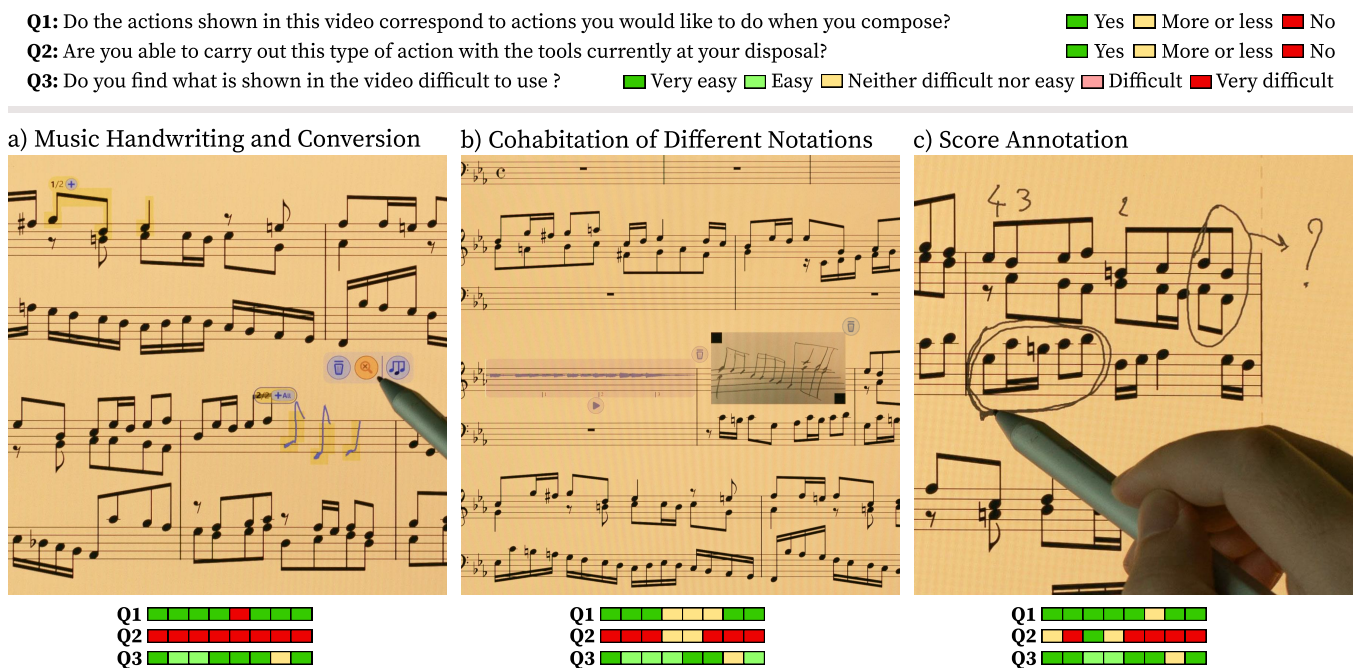 Q1: Do the actions shown in this video correspond to actions you would like to do when you compose? Yes More or less No
Q2: Are you able to carry out this type of action with the tools currently at your disposal? Yes More or less No
Q3: Do you find what is shown in the video difficult to use ? Very easy Easy Neither difficult nor easy Difficult Very difficult
a) Music Handwriting and Conversion
b) Cohabitation of Different Notations
c) Score Annotation
1/2 +
+All
c
4 3 2 ?
Q1
Q2
Q3
Q1
Q2
Q3
Q1
Q2
Q3